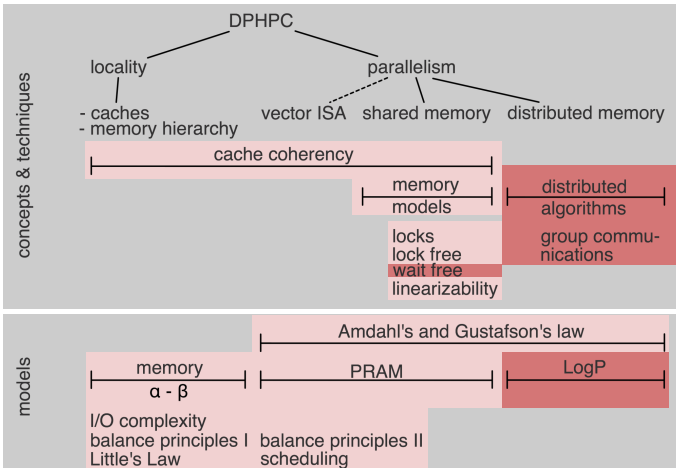 DPHPC
locality
parallelism
- caches
- memory hierarchy
vector ISA
shared memory
distributed memory
concepts & techniques
cache coherency
memory
models
distributed
algorithms
locks
lock free
wait free
linearizability
group commu-
nications
models
Amdahl's and Gustafson's law
memory
α - β
PRAM
LogP
I/O complexity
balance principles I
Little's Law
balance principles II
scheduling